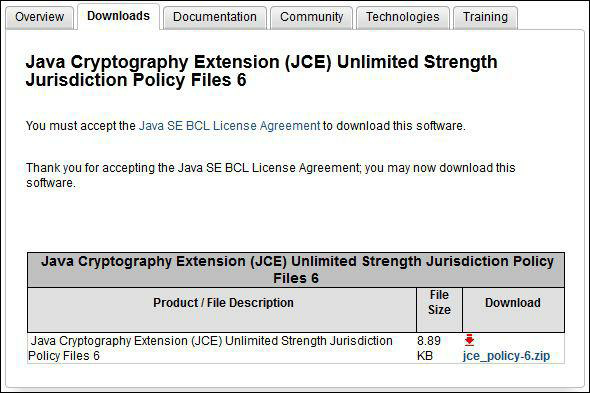 Overview Downloads Documentation Community Technologies Training
Java Cryptography Extension (JCE) Unlimited Strength
Jurisdiction Policy Files 6
You must accept the Java SE BCL License Agreement to download this software.
Thank you for accepting the Java SE BCL License Agreement; you may now download this
software.
Java Cryptography Extension (JCE) Unlimited Strength Jurisdiction Policy
Files 6
Product / File Description File Size Download
Java Cryptography Extension (JCE) Unlimited Strength Jurisdiction
Policy Files 6
8.89
KB
jce_policy-6.zip